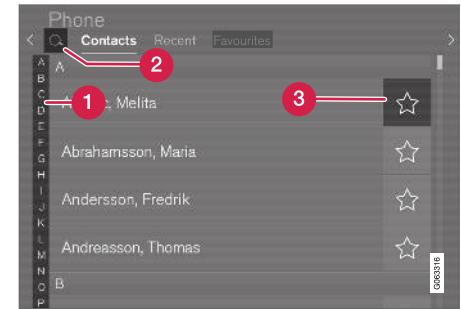 Phone
Contacts Recent Favourites
2
A
B
C
D
E
F
G
H
I
J
K
L
M
N
O
P
A
1
Melita
3
Abrahamsson, Maria
Andersson, Fredrik
Andreasson, Thomas
B
G063316